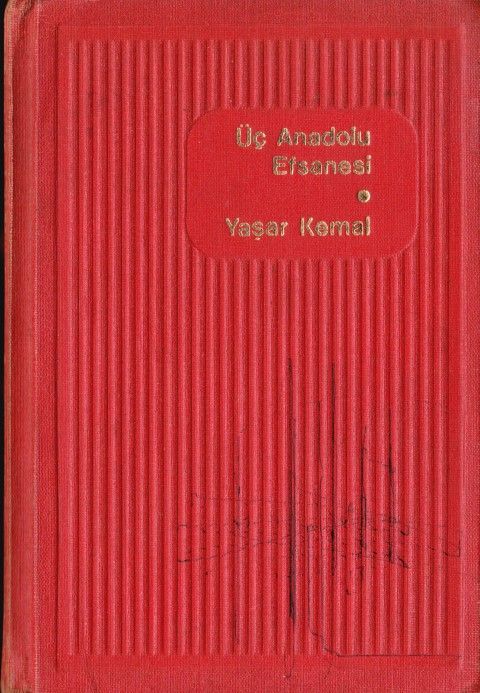 Üç Anadolu
Efsanesi
Yaşar Kemal